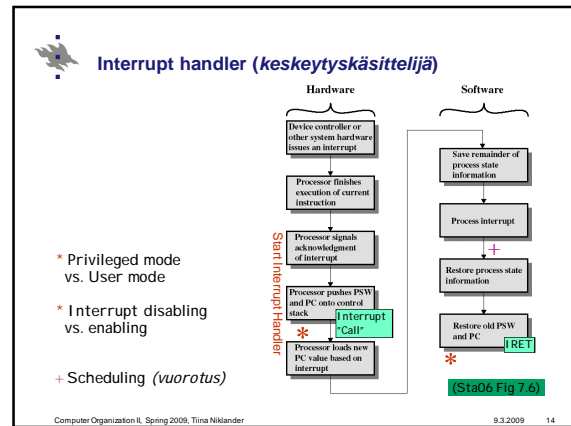 Interrupt handler (keskeytyskäsittelijä)
Hardware
Device controller or
other system hardware
issues an interrupt
Processor finishes
execution of current
instruction
Processor signals
acknowledgment
of interrupt
Processor pushes PSW
and PC onto control
stack
Interrupt
"Call"
*
Processor loads new
PC value based on
interrupt
Start Interrupt Handler
Software
Save remainder of
process state
information
Process interrupt
+
Restore process state
information
Restore old PSW
and PC
IRET
*
* Privileged mode
vs. User mode
* Interrupt disabling
vs. enabling
+ Scheduling (vuorotus)
(Sta06 Fig 7.6)
Computer Organization II, Spring 2009, Tiina Niklander
9.3.2009
14